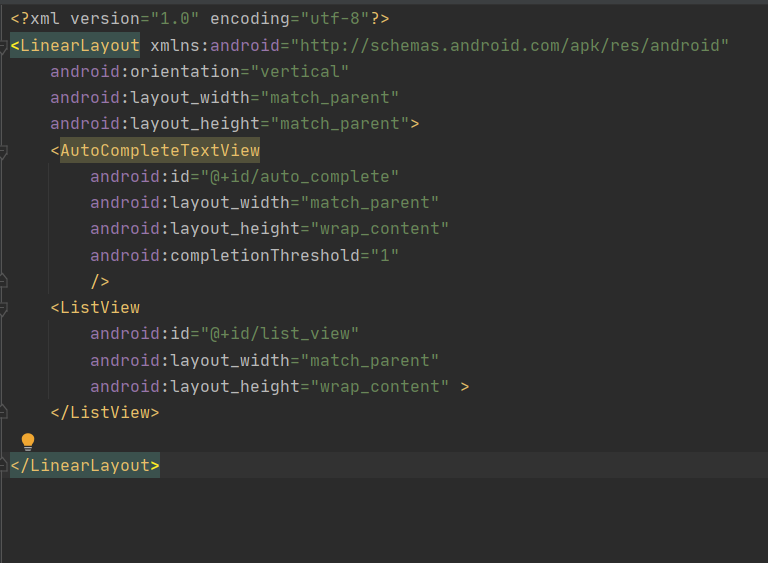 <?xml version="1.0" encoding="utf-8"?>
<LinearLayout xmlns:android="http://schemas.android.com/apk/res/android"
    android:orientation="vertical"
    android:layout_width="match_parent"
    android:layout_height="match_parent">
    <AutoCompleteTextView
        android:id="@+id/auto_complete"
        android:layout_width="match_parent"
        android:layout_height="wrap_content"
        android:completionThreshold="1"
        />
    <ListView
        android:id="@+id/list_view"
        android:layout_width="match_parent"
        android:layout_height="wrap_content" >
    </ListView>
</LinearLayout>